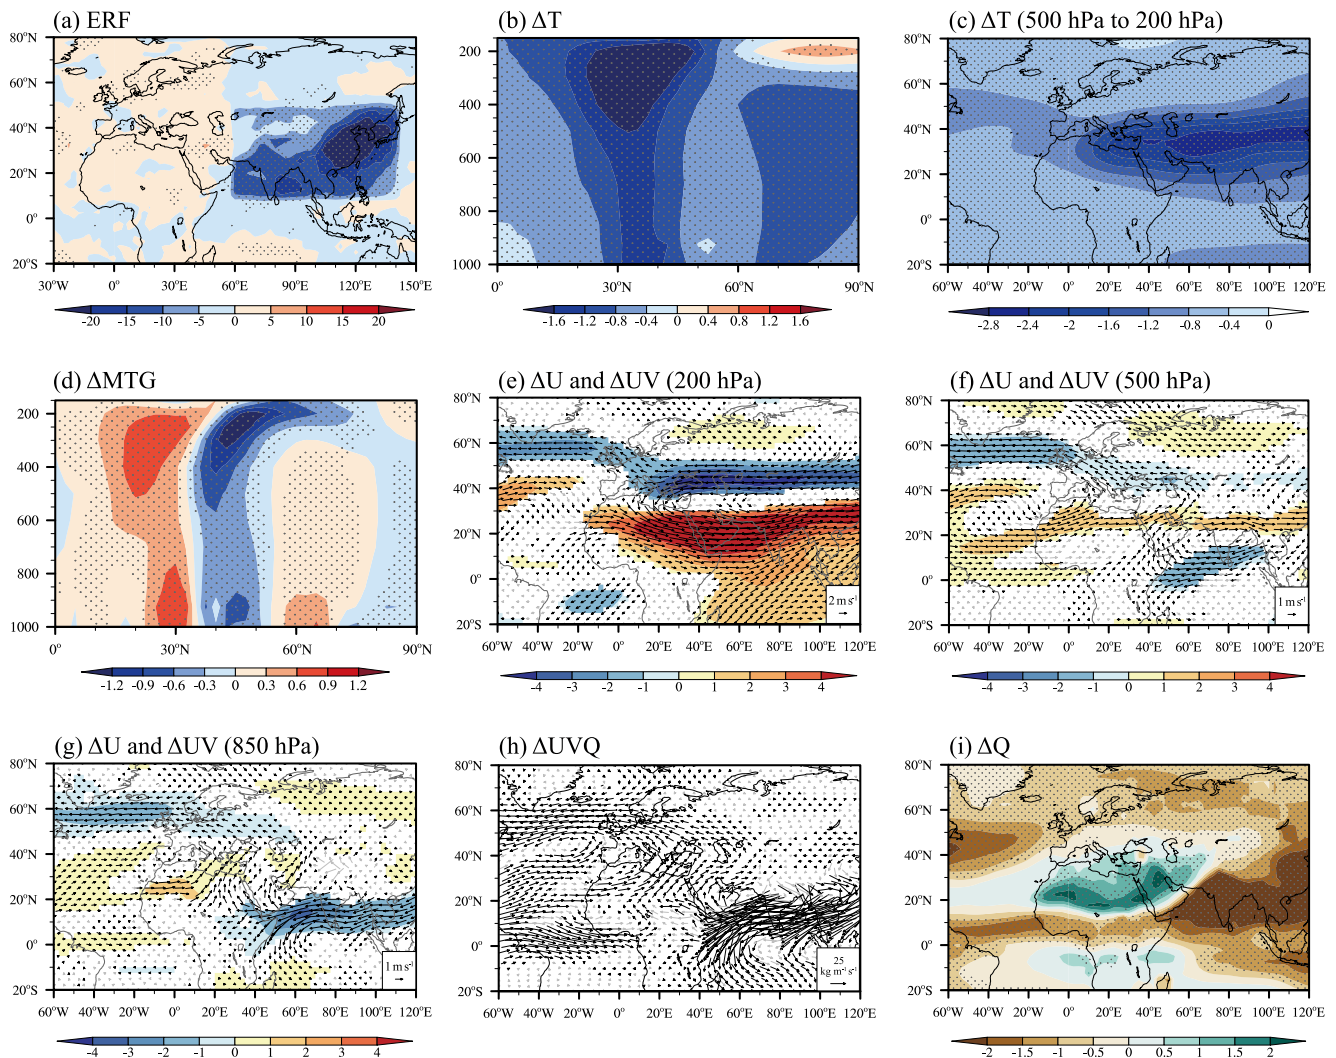 (a) ERF
80°N
60°N
40°N
20°N
0°
20°S
30°W 0° 30°E 60°E 90°E 120°E 150°E
-20 -15 -10 -5 0 5 10 15 20
(b) ΔT
200
400
600
800
1000
0° 30°N 60°N 90°N
-1.6 -1.2 -0.8 -0.4 0 0.4 0.8 1.2 1.6
(c) ΔT (500 hPa to 200 hPa)
80°N
60°N
40°N
20°N
0°
20°S
60°W 40°W 20°W 0° 20°E 40°E 60°E 80°E 100°E 120°E
-2.8 -2.4 -2 -1.6 -1.2 -0.8 -0.4 0
(d) ΔMTG
200
400
600
800
1000
0° 30°N 60°N 90°N
-1.2 -0.9 -0.6 -0.3 0 0.3 0.6 0.9 1.2
(e) ΔU and ΔUV (200 hPa)
80°N
60°N
40°N
20°N
0°
20°S
2 m s⁻¹
60°W 40°W 20°W 0° 20°E 40°E 60°E 80°E 100°E 120°E
-4 -3 -2 -1 0 1 2 3 4
(f) ΔU and ΔUV (500 hPa)
80°N
60°N
40°N
20°N
0°
20°S
1 m s⁻¹
60°W 40°W 20°W 0° 20°E 40°E 60°E 80°E 100°E 120°E
-4 -3 -2 -1 0 1 2 3 4
(g) ΔU and ΔUV (850 hPa)
80°N
60°N
40°N
20°N
0°
20°S
1 m s⁻¹
60°W 40°W 20°W 0° 20°E 40°E 60°E 80°E 100°E 120°E
-4 -3 -2 -1 0 1 2 3 4
(h) ΔUVQ
80°N
60°N
40°N
20°N
0°
20°S
25
kg m⁻¹ s⁻¹
60°W 40°W 20°W 0° 20°E 40°E 60°E 80°E 100°E 120°E
(i) ΔQ
80°N
60°N
40°N
20°N
0°
20°S
60°W 40°W 20°W 0° 20°E 40°E 60°E 80°E 100°E 120°E
-2 -1.5 -1 -0.5 0 0.5 1 1.5 2